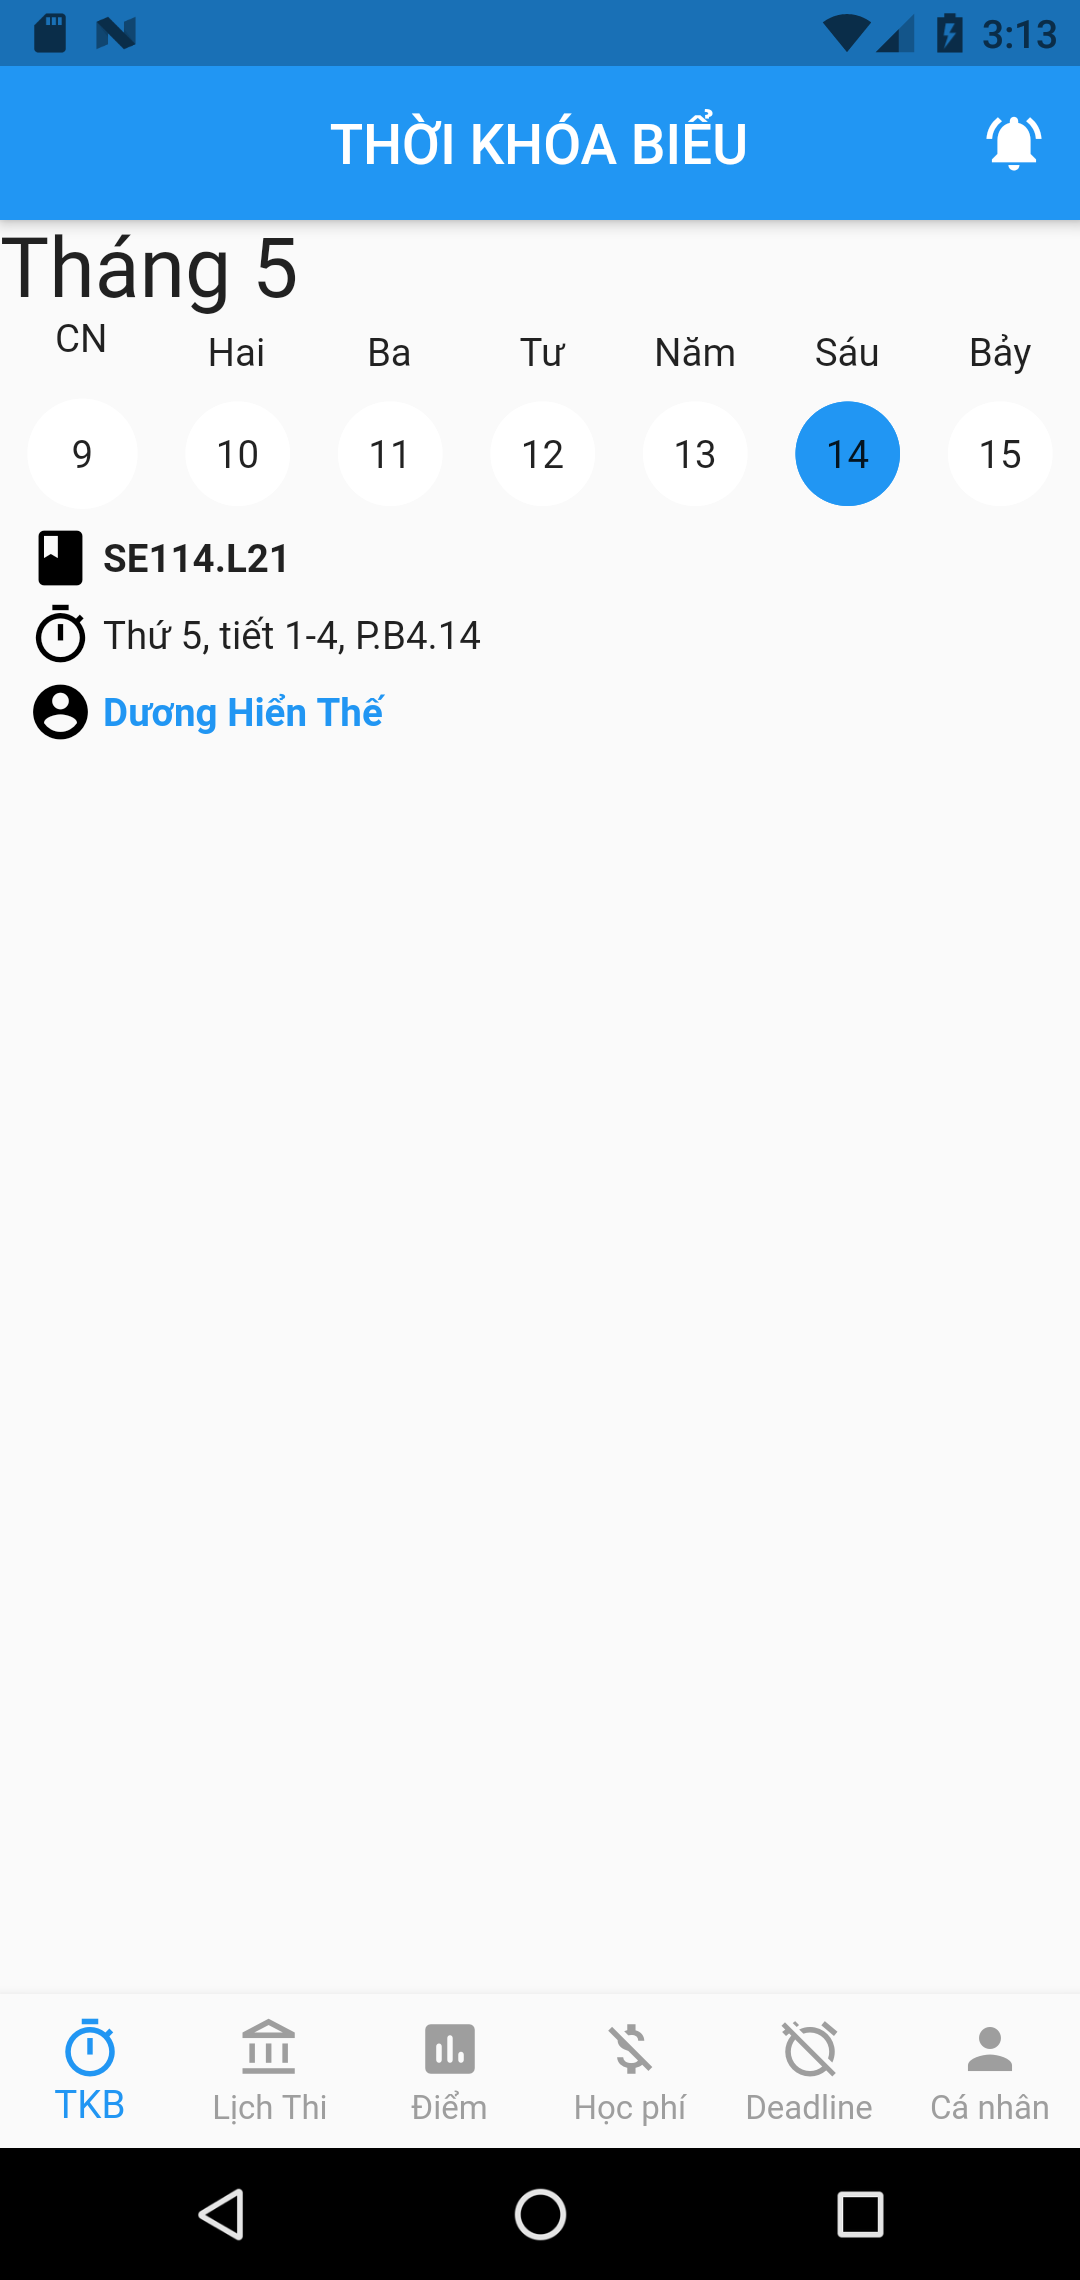 3:13
THỜI KHÓA BIỂU
Tháng 5
CN Hai Ba Tư Năm Sáu Bảy
9 10 11 12 13 14 15
SE114.L21
Thứ 5, tiết 1-4, P.B4.14
Dương Hiển Thế
TKB Lịch Thi Điểm Học phí Deadline Cá nhân